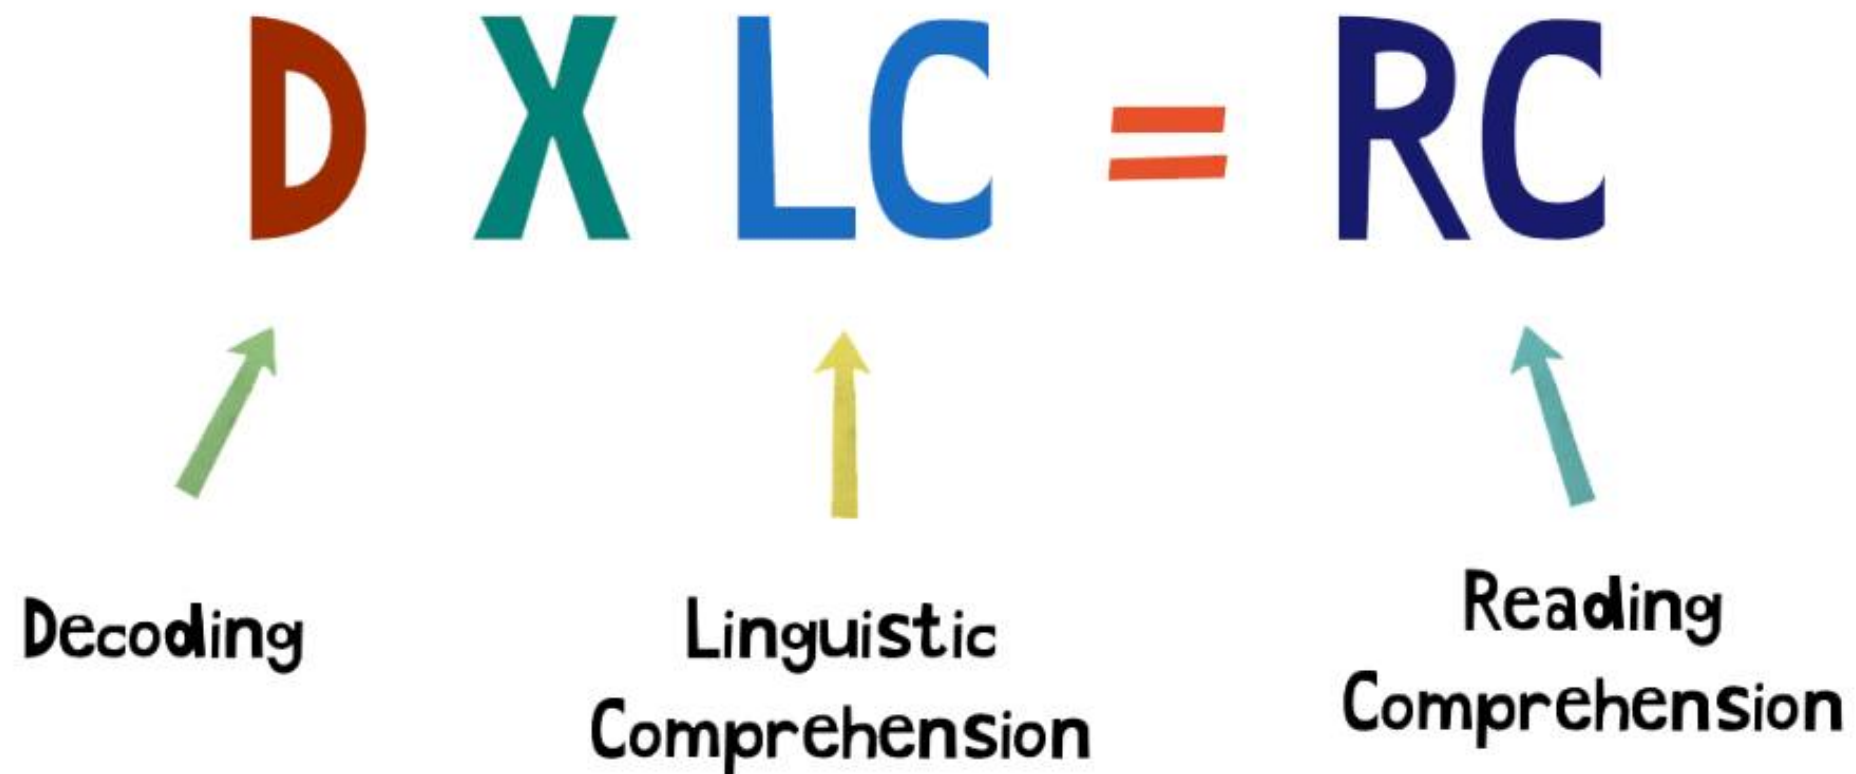 D X LC = RC
Decoding
Linguistic
Comprehension
Reading
Comprehension